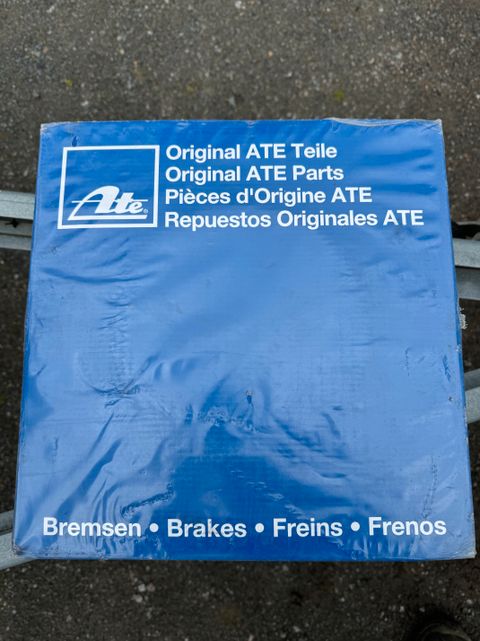 Ate®
Original ATE Teile
Original ATE Parts
Pièces d'Origine ATE
Repuestos Originales ATE
Bremsen • Brakes • Freins • Frenos